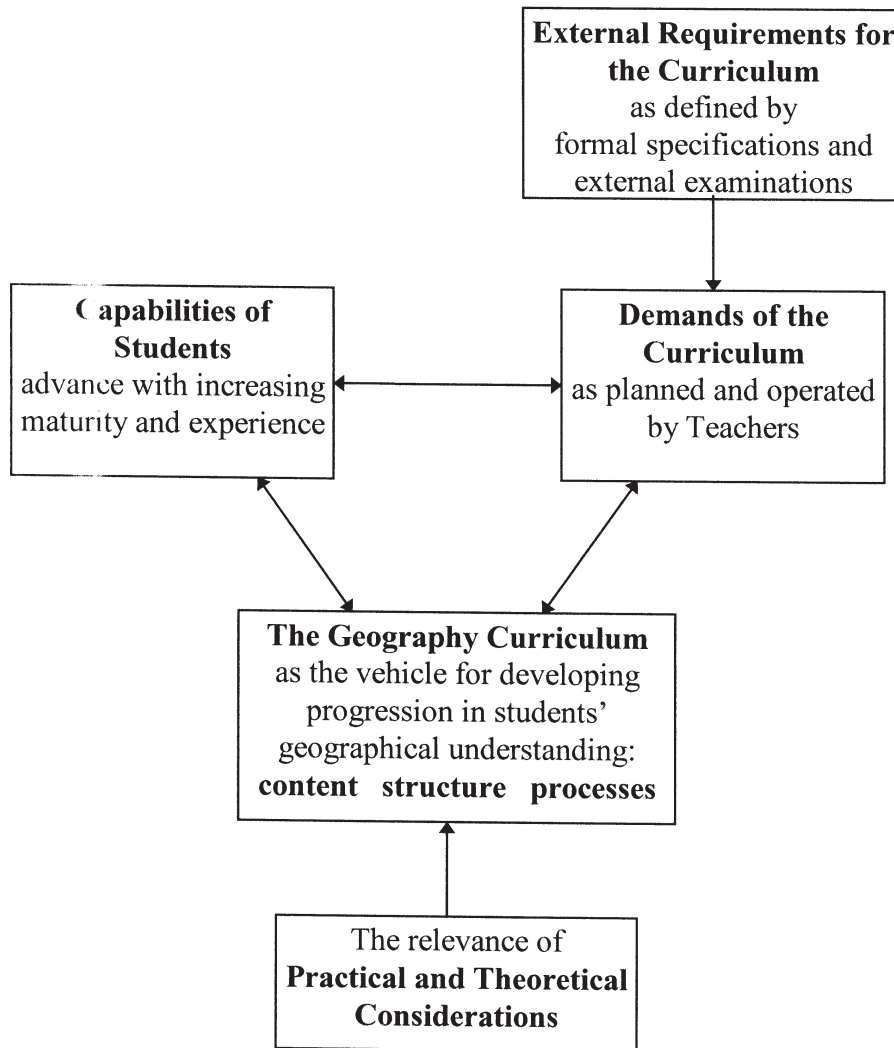 External Requirements for
the Curriculum
as defined by
formal specifications and
external examinations
Capabilities of
Students
advance with increasing
maturity and experience
Demands of the
Curriculum
as planned and operated
by Teachers
The Geography Curriculum
as the vehicle for developing
progression in students’
geographical understanding:
content structure processes
The relevance of
Practical and Theoretical
Considerations